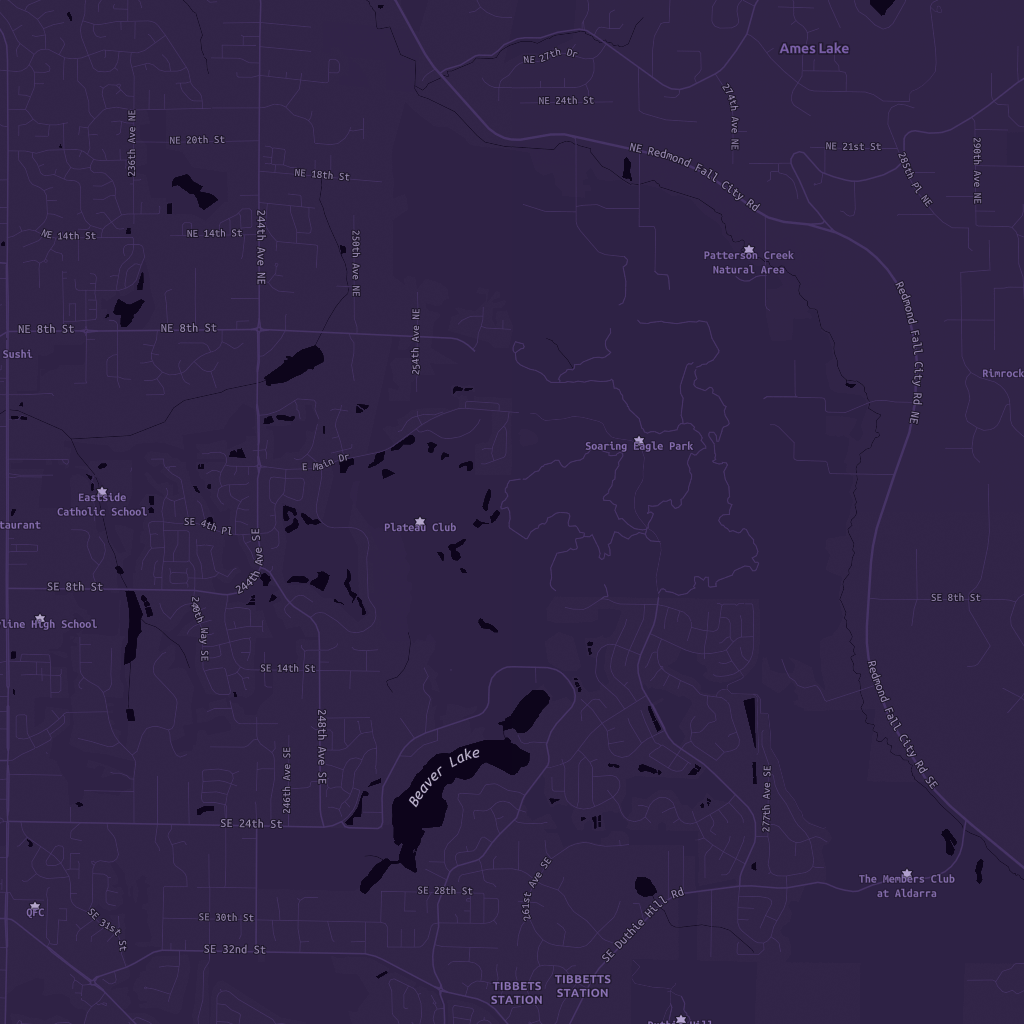 Ames Lake
NE 27th Dr
NE 24th St
274th Ave NE
236th Ave NE
NE 20th St
NE Redmond Fall City Rd
NE 21st St
285th Pl NE
290th Ave NE
NE 18th St
NE 14th St
NE 14th St
244th Ave NE
250th Ave NE
Patterson Creek
Natural Area
NE 8th St
NE 8th St
254th Ave NE
Redmond Fall City Rd NE
Sushi
Rimrock
Soaring Eagle Park
E Main Dr
Eastside
Catholic School
taurant
SE 4th Pl
Plateau Club
244th Ave SE
SE 8th St
240th Way SE
SE 8th St
line High School
SE 14th St
Redmond Fall City Rd SE
248th Ave SE
246th Ave SE
Beaver Lake
277th Ave SE
SE 24th St
261st Ave SE
SE 28th St
The Members Club
at Aldarra
QFC
SE 31st St
SE 30th St
SE Duthie Hill Rd
SE 32nd St
TIBBETS
STATION
TIBBETTS
STATION
Duthie Hill